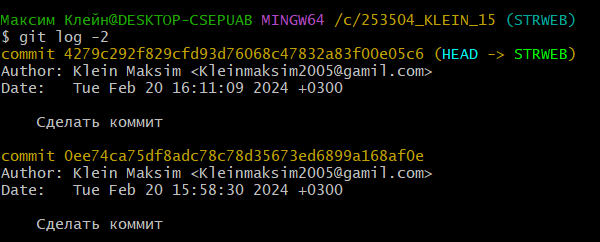 Максим Клейн@DESKTOP-CSEPUAB MINGW64 /c/253504_KLEIN_15 (STRWEB)
$ git log -2
commit 4279c292f829cfd93d76068c47832a83f00e05c6 (HEAD -> STRWEB)
Author: Klein Maksim <Kleinmaksim2005@gamil.com>
Date:   Tue Feb 20 16:11:09 2024 +0300
Сделать коммит
commit 0ee74ca75df8adc78c78d35673ed6899a168af0e
Author: Klein Maksim <Kleinmaksim2005@gamil.com>
Date:   Tue Feb 20 15:58:30 2024 +0300
Сделать коммит